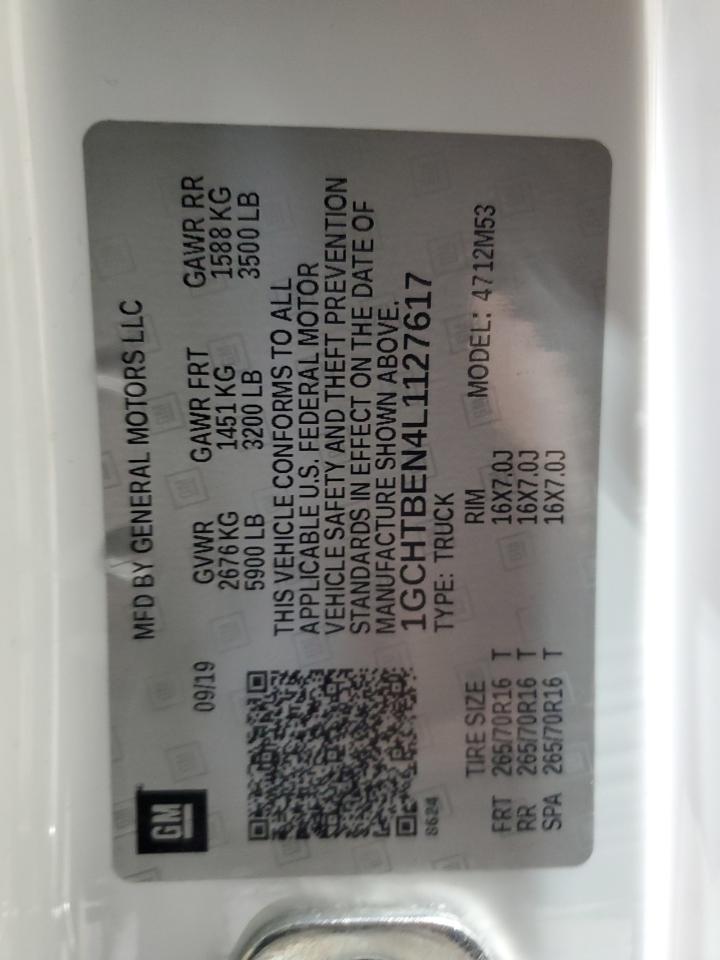 GM
MFD BY GENERAL MOTORS LLC
09/19
GVWR GAWR FRT GAWR RR
2676 KG 1451 KG 1588 KG
5900 LB 3200 LB 3500 LB
THIS VEHICLE CONFORMS TO ALL
APPLICABLE U.S. FEDERAL MOTOR
VEHICLE SAFETY AND THEFT PREVENTION
STANDARDS IN EFFECT ON THE DATE OF
MANUFACTURE SHOWN ABOVE.
1GCHTBEN4L1127617
8624
TYPE: TRUCK
TIRE SIZE RIM MODEL: 4712M53
FRT 265/70R16 T 16X7.0J
RR 265/70R16 T 16X7.0J
SPA 265/70R16 T 16X7.0J